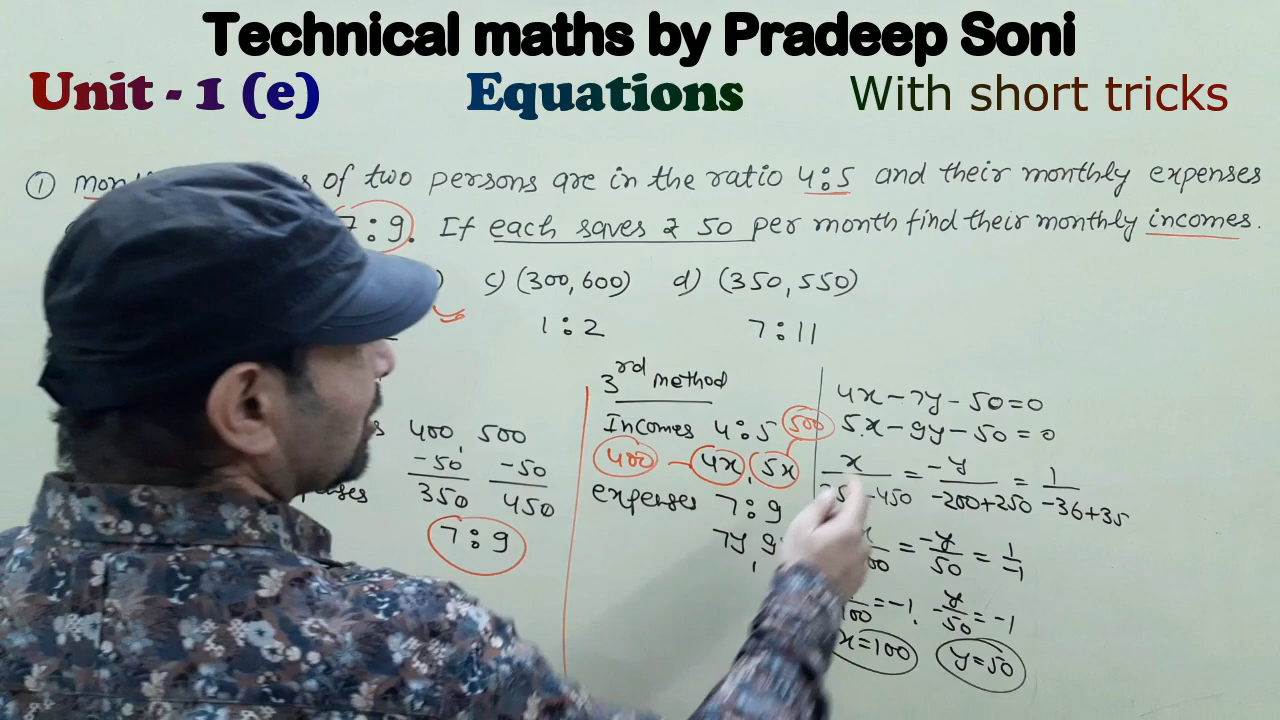 Technical maths by Pradeep Soni
Unit - 1 (e) Equations With short tricks
① of two persons are in the ratio 4:5 and their monthly expenses
7:9. If each saves ₹ 50 per month find their monthly incomes.
) c) (300,600) d) (350,550)
1:2 7:11
400, 500
-50 -50
350 450
7:9
3rd method
Incomes 4:5 500
400 - 4x, 5x
expenses 7:9
7y
4x-7y-50=0
5x-9y-50=0
x = -y/-200+250 = 1/-36+35
= -y/50 = 1/-1
100 = -1. -y/50 = -1
x=100 y=50